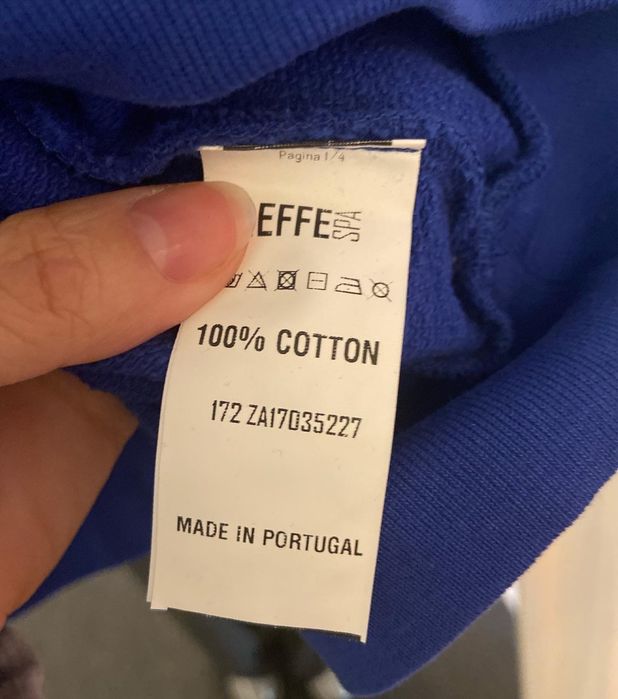 Pagina 1/4
EFFE SPA
100% COTTON
172 ZA17035227
MADE IN PORTUGAL